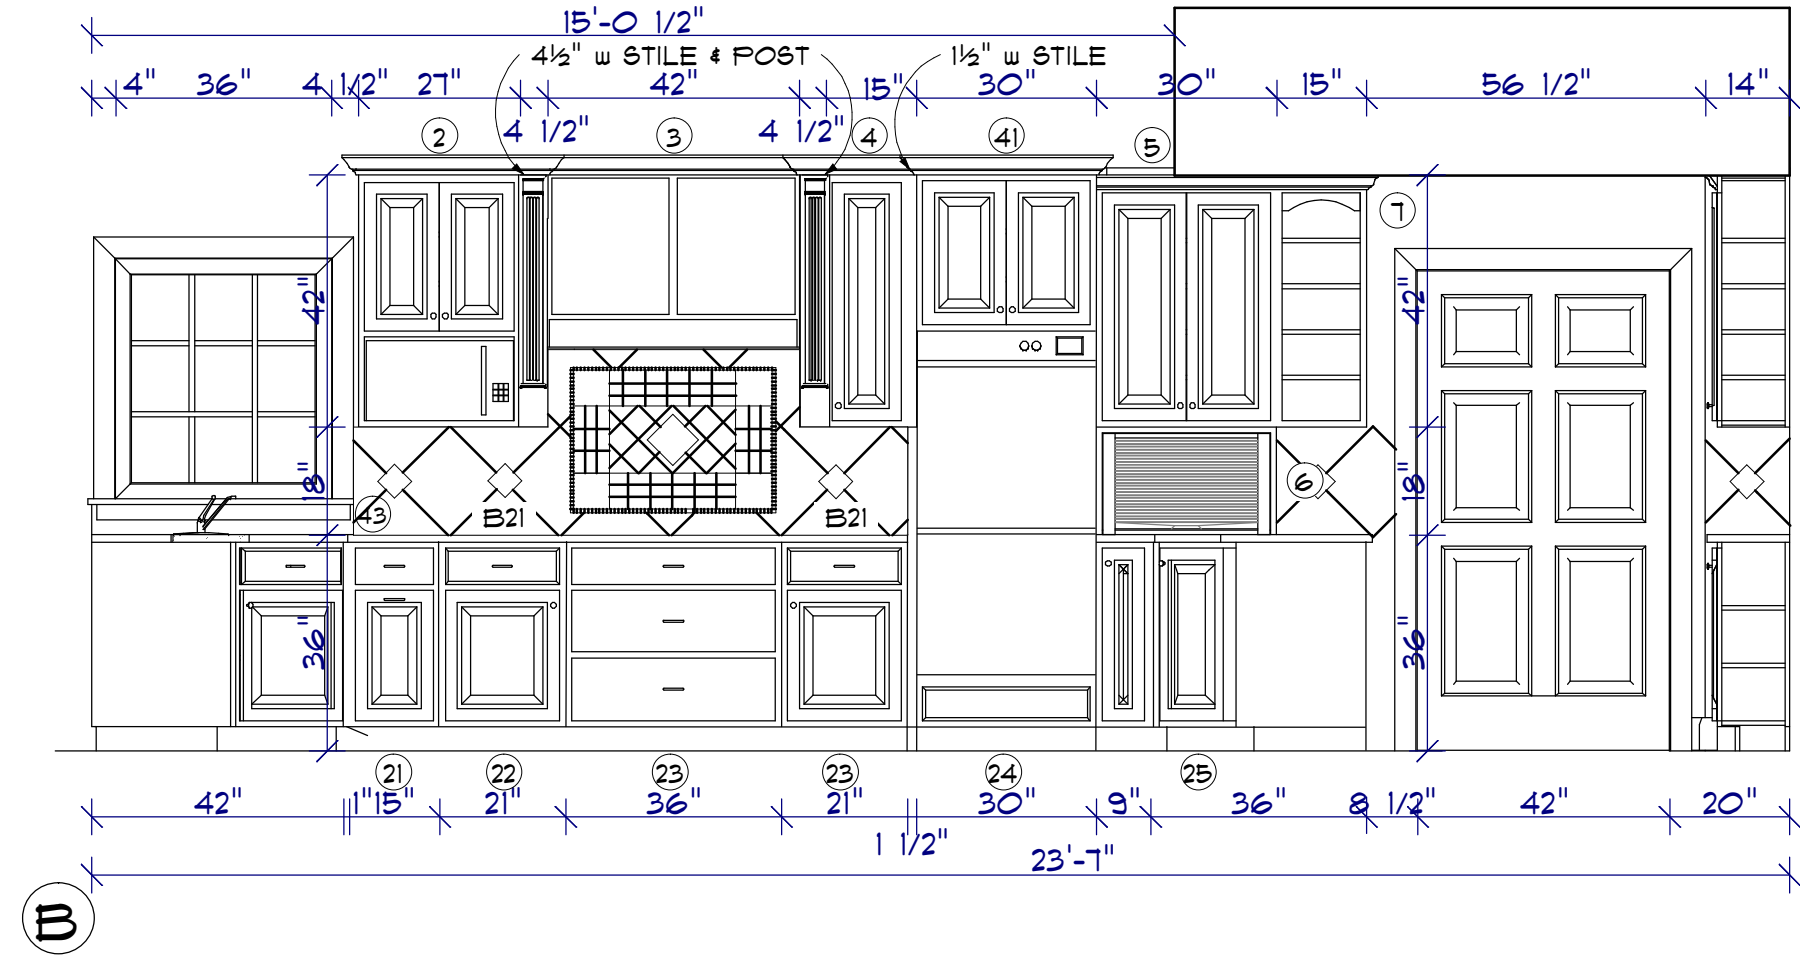 15'-0 1/2"
4½" w STILE & POST
1½" w STILE
4" 36" 4 1/2" 27" 42" 15" 30" 30" 15" 56 1/2" 14"
4 1/2" 4 1/2"
2 3 4 41 5
7
42" 42"
18" 6 18"
43 B21 B21
36" 36"
21 22 23 23 24 25
42" 1" 15" 21" 36" 21" 30" 9" 36" 8 1/2" 42" 20"
1 1/2"
23'-7"
B